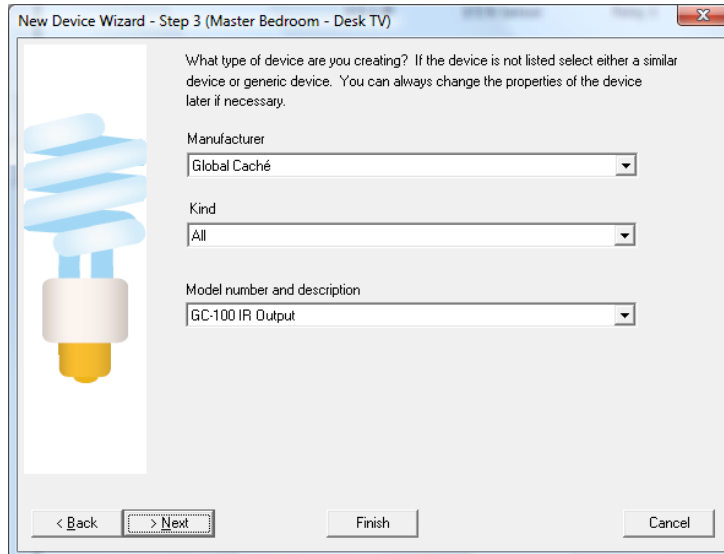 New Device Wizard - Step 3 (Master Bedroom - Desk TV)
What type of device are you creating? If the device is not listed select either a similar
device or generic device. You can always change the properties of the device
later if necessary.
Manufacturer
Global Caché
Kind
All
Model number and description
GC-100 IR Output
< Back
> Next
Finish
Cancel